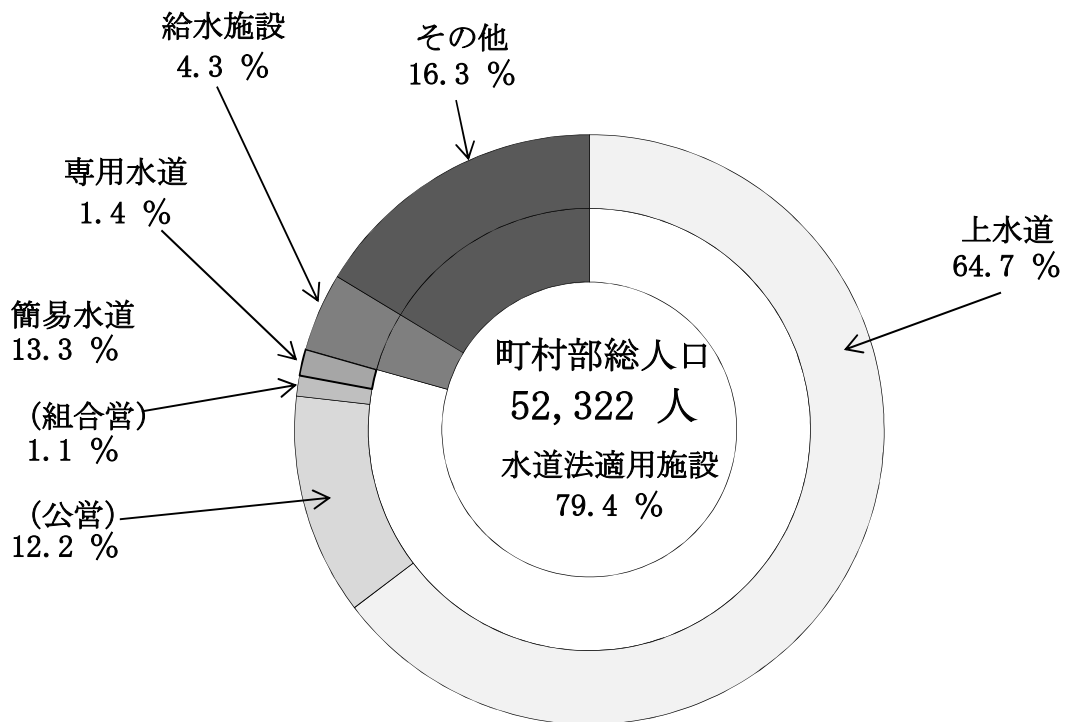 給水施設
4.3 %
その他
16.3 %
専用水道
1.4 %
上水道
64.7 %
簡易水道
13.3 %
(組合営)
1.1 %
(公営)
12.2 %
町村部総人口
52,322 人
水道法適用施設
79.4 %